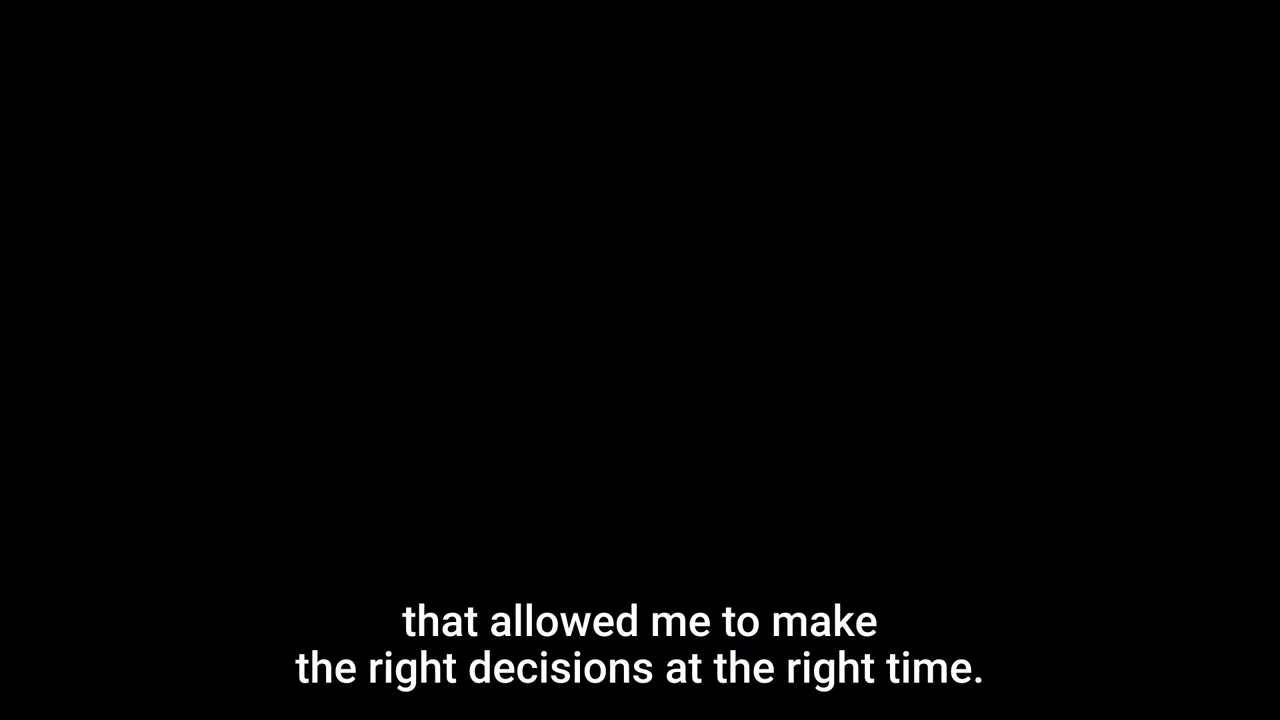 that allowed me to make
the right decisions at the right time.